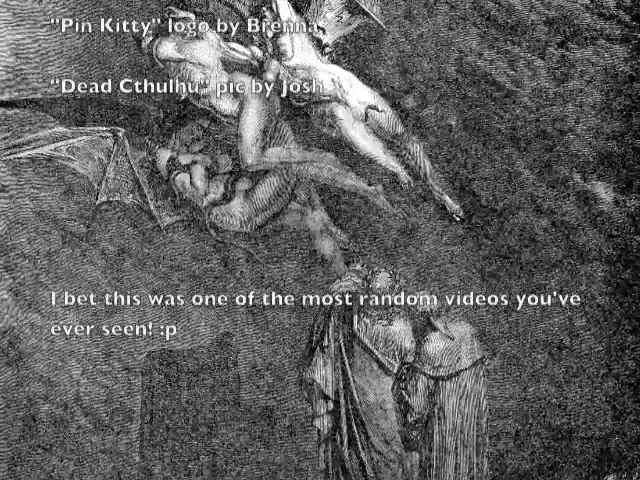 "Pin Kitty" logo by Brenna
"Dead Cthulhu" pic by Josh
I bet this was one of the most random videos you've
ever seen! :p